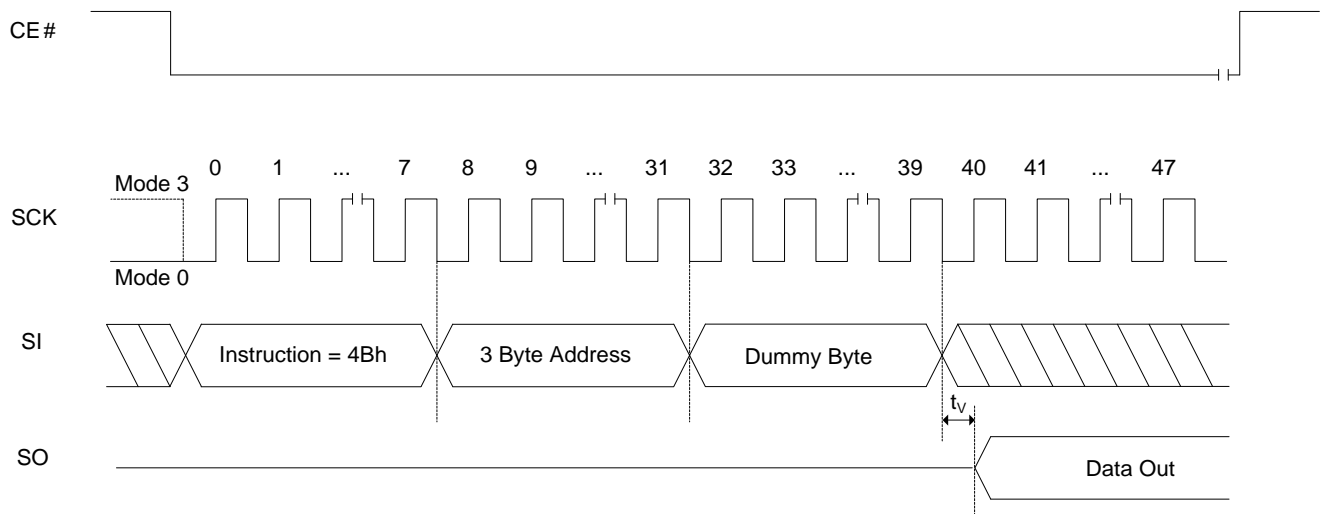 CE#
0 1 ... 7 8 9 ... 31 32 33 ... 39 40 41 ... 47
Mode 3
SCK
Mode 0
SI
Instruction = 4Bh
3 Byte Address
Dummy Byte
tV
SO
Data Out